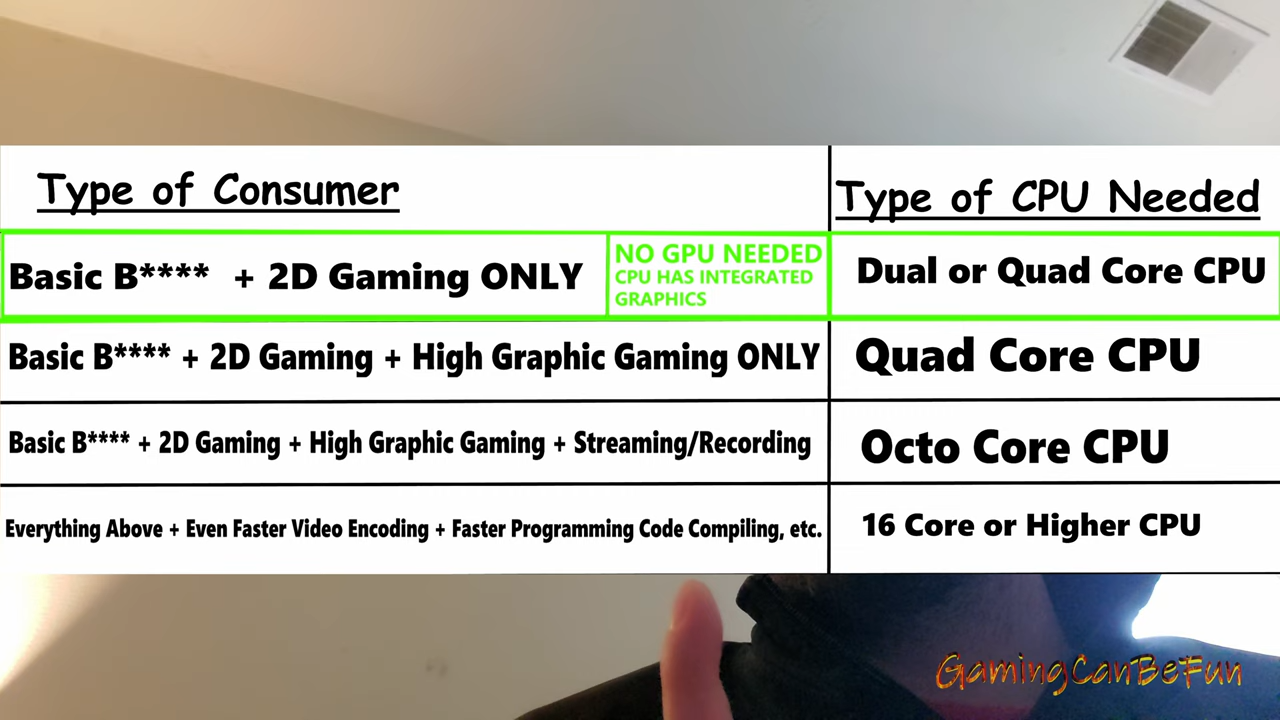 Type of Consumer
Type of CPU Needed
Basic B**** + 2D Gaming ONLY
NO GPU NEEDED
CPU HAS INTEGRATED
GRAPHICS
Dual or Quad Core CPU
Basic B**** + 2D Gaming + High Graphic Gaming ONLY
Quad Core CPU
Basic B**** + 2D Gaming + High Graphic Gaming + Streaming/Recording
Octo Core CPU
Everything Above + Even Faster Video Encoding + Faster Programming Code Compiling, etc.
16 Core or Higher CPU
GamingCanBeFun